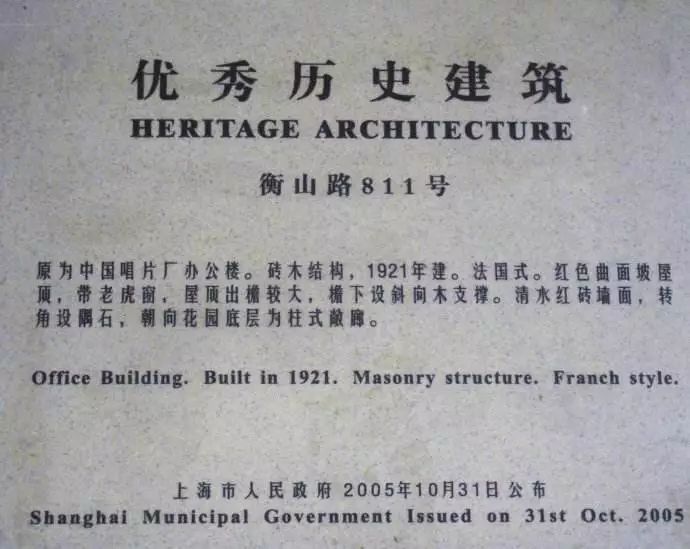 优秀历史建筑
HERITAGE ARCHITECTURE
衡山路811号
原为中国唱片厂办公楼。砖木结构，1921年建。法国式。红色曲面坡屋
顶，带老虎窗，屋顶出檐较大，檐下设斜向木支撑。清水红砖墙面，转
角设隅石，朝向花园底层为柱式敞廊。
Office Building. Built in 1921. Masonry structure. Franch style.
上海市人民政府 2005年10月31日公布
Shanghai Municipal Government Issued on 31st Oct. 2005